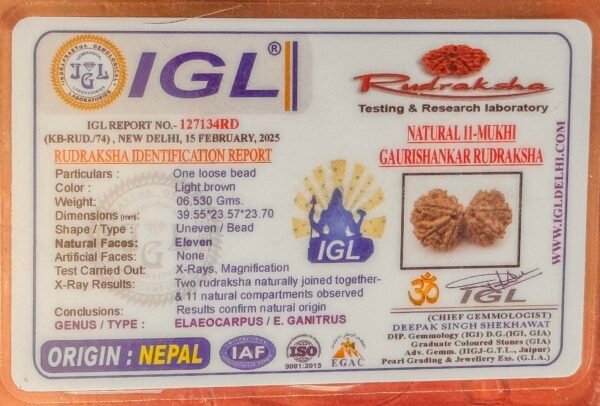 INDRAPRASTHA GEMOLOGICAL LABORATORIES
IGL
IGL®
Rudraksha
Testing & Research laboratory
IGL REPORT NO.- 127134RD
(KB-RUD./74) , NEW DELHI, 15 FEBRUARY, 2025
RUDRAKSHA IDENTIFICATION REPORT
Particulars : One loose bead
Color : Light brown
Weight: 06.530 Gms.
Dimensions (mm): 39.55*23.57*23.70
Shape / Type : Uneven / Bead
Natural Faces: Eleven
Artificial Faces: None
Test Carried Out: X-Rays, Magnification
X-Ray Results: Two rudraksha naturally joined together-
& 11 natural compartments observed
Conclusions: Results confirm natural origin
GENUS / TYPE : ELAEOCARPUS / E. GANITRUS
ORIGIN : NEPAL
IAF
ISO
9001:2015
EGAC
IGL
NATURAL 11-MUKHI
GAURISHANKAR RUDRAKSHA
WWW.IGLDELHI.COM
ॐ
IGL
(CHIEF GEMMOLOGIST)
DEEPAK SINGH SHEKHAWAT
DIP. Gemmology (IGI) D.G.(IGI, GIA)
Graduate Coloured Stones (GIA)
Adv. Gemm. (IIGJ-G.T.L., Jaipur)
Pearl Grading & Jewellery Ess. (G.I.A.)